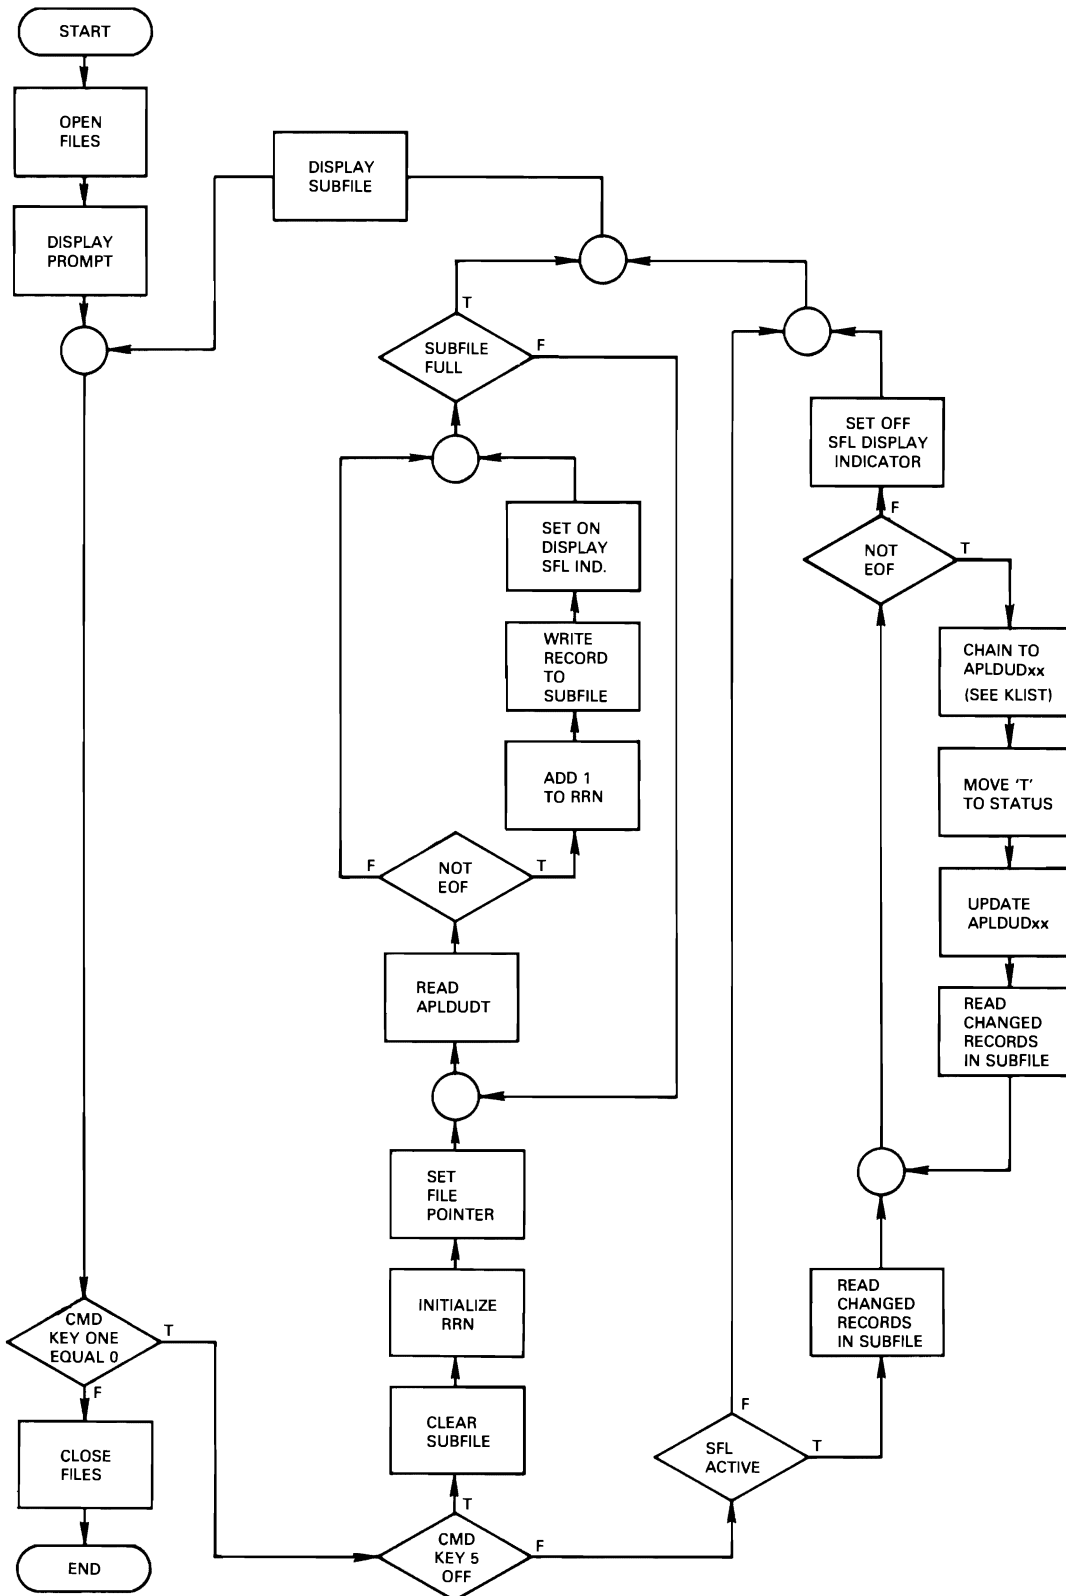 START
OPEN
FILES
DISPLAY
PROMPT
DISPLAY
SUBFILE
T
SUBFILE
FULL
F
SET ON
DISPLAY
SFL IND.
WRITE
RECORD
TO
SUBFILE
ADD 1
TO RRN
F
NOT
EOF
T
READ
APLDUDT
SET
FILE
POINTER
INITIALIZE
RRN
CLEAR
SUBFILE
T
CMD
KEY 5
OFF
F
CMD
KEY ONE
EQUAL 0
T
F
CLOSE
FILES
END
SET OFF
SFL DISPLAY
INDICATOR
F
NOT
EOF
T
CHAIN TO
APLDUDxx
(SEE KLIST)
MOVE 'T'
TO STATUS
UPDATE
APLDUDxx
READ
CHANGED
RECORDS
IN SUBFILE
READ
CHANGED
RECORDS
IN SUBFILE
F
SFL
ACTIVE
T